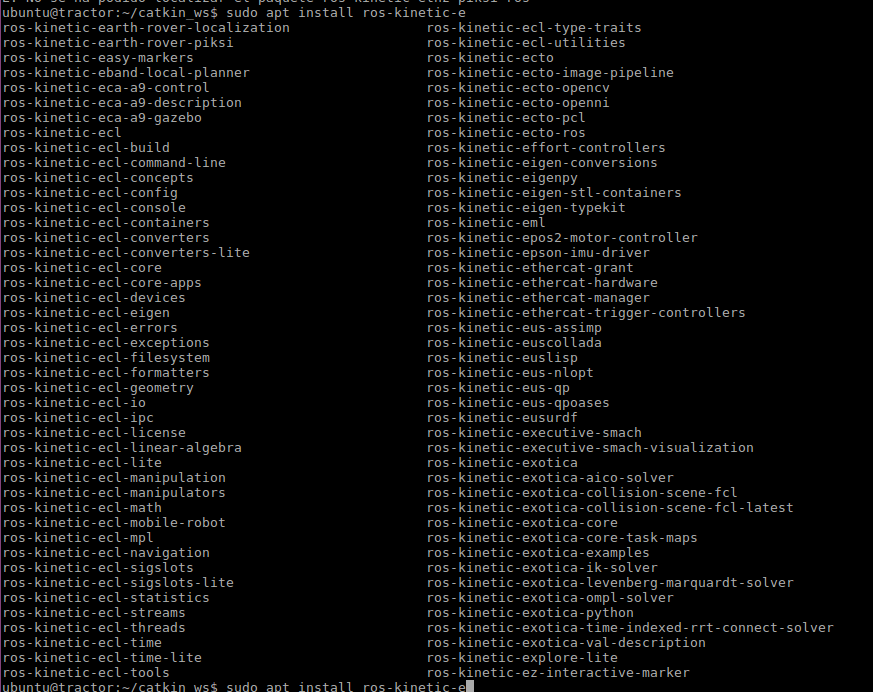 ubuntu@tractor:~/catkin_ws$ sudo apt install ros-kinetic-e
ros-kinetic-earth-rover-localization ros-kinetic-ecl-type-traits
ros-kinetic-earth-rover-piksi ros-kinetic-ecl-utilities
ros-kinetic-easy-markers ros-kinetic-ecto
ros-kinetic-eband-local-planner ros-kinetic-ecto-image-pipeline
ros-kinetic-eca-a9-control ros-kinetic-ecto-opencv
ros-kinetic-eca-a9-description ros-kinetic-ecto-openni
ros-kinetic-eca-a9-gazebo ros-kinetic-ecto-pcl
ros-kinetic-ecl ros-kinetic-ecto-ros
ros-kinetic-ecl-build ros-kinetic-effort-controllers
ros-kinetic-ecl-command-line ros-kinetic-eigen-conversions
ros-kinetic-ecl-concepts ros-kinetic-eigenpy
ros-kinetic-ecl-config ros-kinetic-eigen-stl-containers
ros-kinetic-ecl-console ros-kinetic-eigen-typekit
ros-kinetic-ecl-containers ros-kinetic-eml
ros-kinetic-ecl-converters ros-kinetic-epos2-motor-controller
ros-kinetic-ecl-converters-lite ros-kinetic-epson-imu-driver
ros-kinetic-ecl-core ros-kinetic-ethercat-grant
ros-kinetic-ecl-core-apps ros-kinetic-ethercat-hardware
ros-kinetic-ecl-devices ros-kinetic-ethercat-manager
ros-kinetic-ecl-eigen ros-kinetic-ethercat-trigger-controllers
ros-kinetic-ecl-errors ros-kinetic-eus-assimp
ros-kinetic-ecl-exceptions ros-kinetic-euscollada
ros-kinetic-ecl-filesystem ros-kinetic-euslisp
ros-kinetic-ecl-formatters ros-kinetic-eus-nlopt
ros-kinetic-ecl-geometry ros-kinetic-eus-qp
ros-kinetic-ecl-io ros-kinetic-eus-qpoases
ros-kinetic-ecl-ipc ros-kinetic-eusurdf
ros-kinetic-ecl-license ros-kinetic-executive-smach
ros-kinetic-ecl-linear-algebra ros-kinetic-executive-smach-visualization
ros-kinetic-ecl-lite ros-kinetic-exotica
ros-kinetic-ecl-manipulation ros-kinetic-exotica-aico-solver
ros-kinetic-ecl-manipulators ros-kinetic-exotica-collision-scene-fcl
ros-kinetic-ecl-math ros-kinetic-exotica-collision-scene-fcl-latest
ros-kinetic-ecl-mobile-robot ros-kinetic-exotica-core
ros-kinetic-ecl-mpl ros-kinetic-exotica-core-task-maps
ros-kinetic-ecl-navigation ros-kinetic-exotica-examples
ros-kinetic-ecl-sigslots ros-kinetic-exotica-ik-solver
ros-kinetic-ecl-sigslots-lite ros-kinetic-exotica-levenberg-marquardt-solver
ros-kinetic-ecl-statistics ros-kinetic-exotica-ompl-solver
ros-kinetic-ecl-streams ros-kinetic-exotica-python
ros-kinetic-ecl-threads ros-kinetic-exotica-time-indexed-rrt-connect-solver
ros-kinetic-ecl-time ros-kinetic-exotica-val-description
ros-kinetic-ecl-time-lite ros-kinetic-explore-lite
ros-kinetic-ecl-tools ros-kinetic-ez-interactive-marker
ubuntu@tractor:~/catkin_ws$ sudo apt install ros-kinetic-e